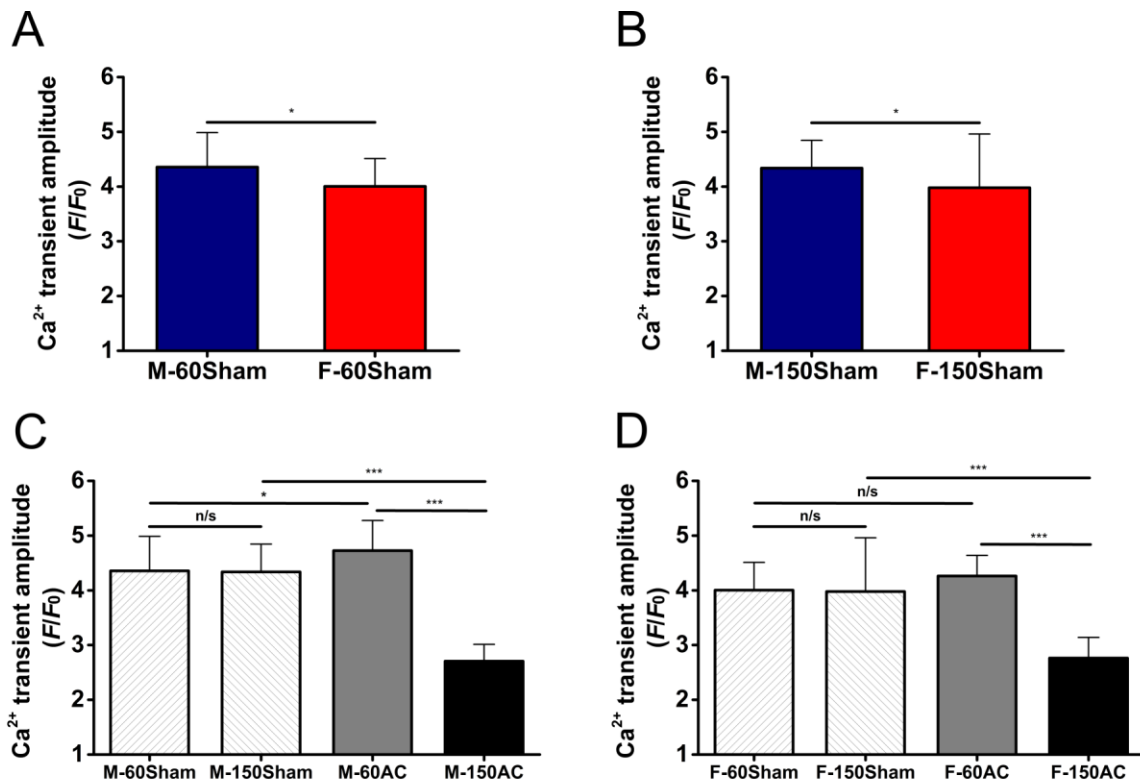 A
Ca²⁺ transient amplitude
(F/F₀)
6
5
4
3
2
1
*
M-60Sham
F-60Sham
B
Ca²⁺ transient amplitude
(F/F₀)
6
5
4
3
2
1
*
M-150Sham
F-150Sham
C
Ca²⁺ transient amplitude
(F/F₀)
6
5
4
3
2
1
***
*
***
n/s
M-60Sham
M-150Sham
M-60AC
M-150AC
D
Ca²⁺ transient amplitude
(F/F₀)
6
5
4
3
2
1
***
n/s
n/s
***
F-60Sham
F-150Sham
F-60AC
F-150AC